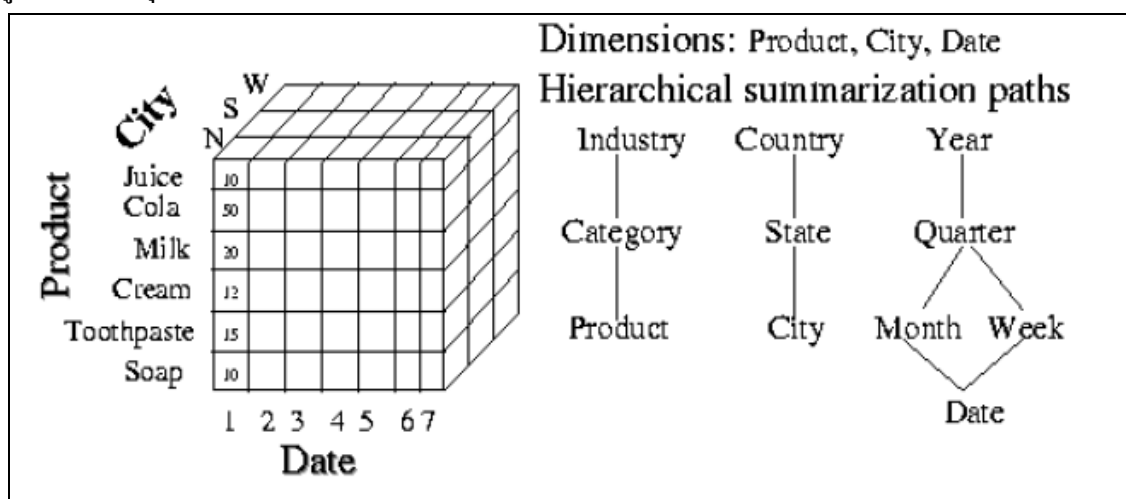 Dimensions: Product, City, Date
Hierarchical summarization paths
City
W
S
N
Product
Juice
Cola
Milk
Cream
Toothpaste
Soap
10
50
20
12
15
10
1 2 3 4 5 6 7
Date
Industry Country Year
Category State Quarter
Product City Month Week
Date